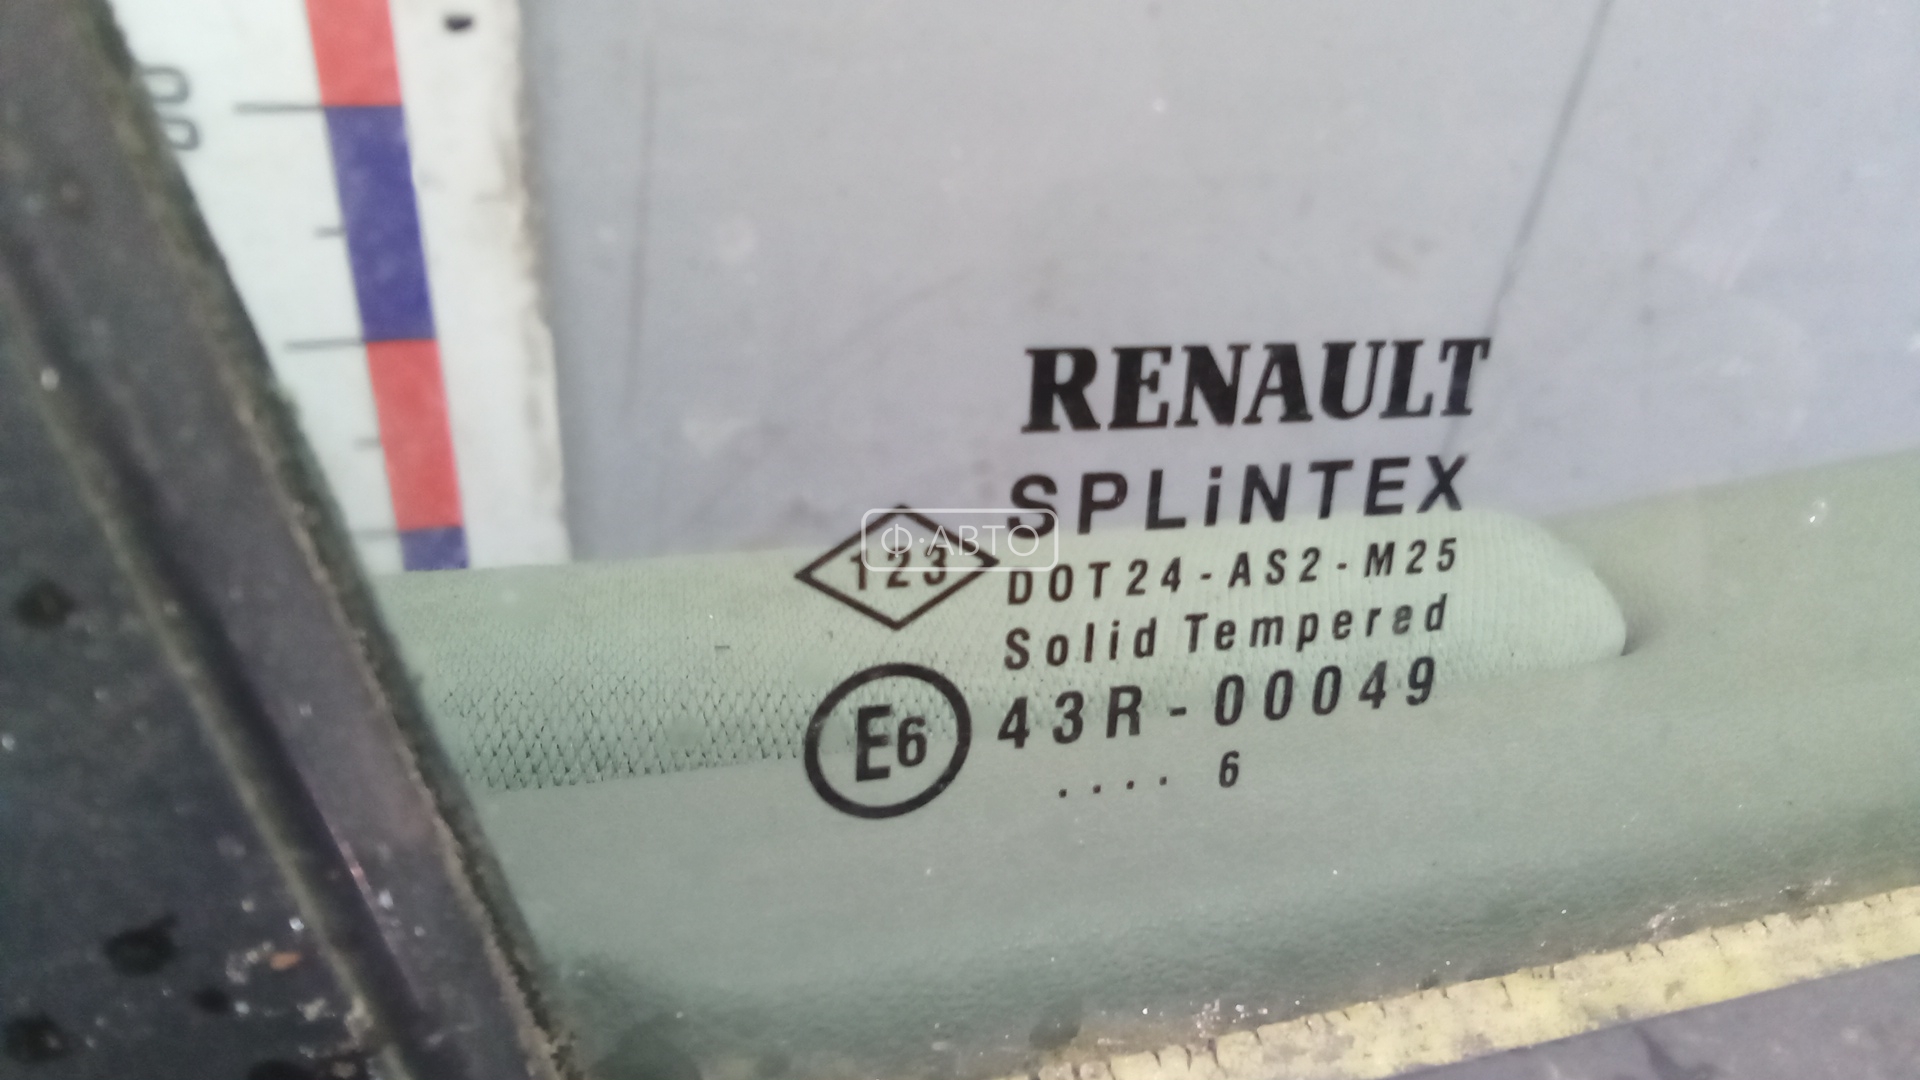 RENAULT
SPLiNTEX
123
Ф·АВТО
DOT24-AS2-M25
Solid Tempered
E6
43R-00049
.... 6